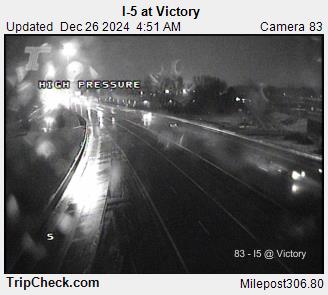 I-5 at Victory
Updated Dec 26 2024 4:51 AM Camera 83
HIGH PRESSURE
S
83 - I5 @ Victory
TripCheck.com Milepost306.80